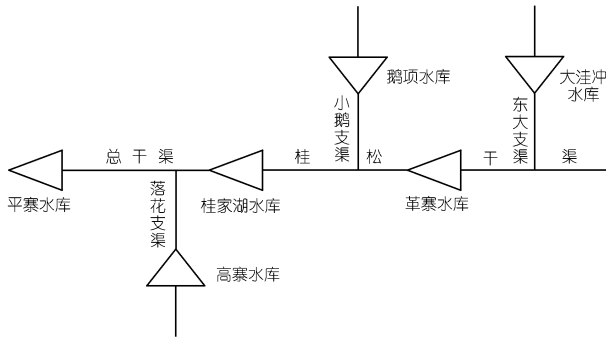 鹅项水库
大洼冲
水库
小鹅支渠
东大支渠
总干渠
桂松干渠
平寨水库
落花支渠
桂家湖水库
革寨水库
高寨水库